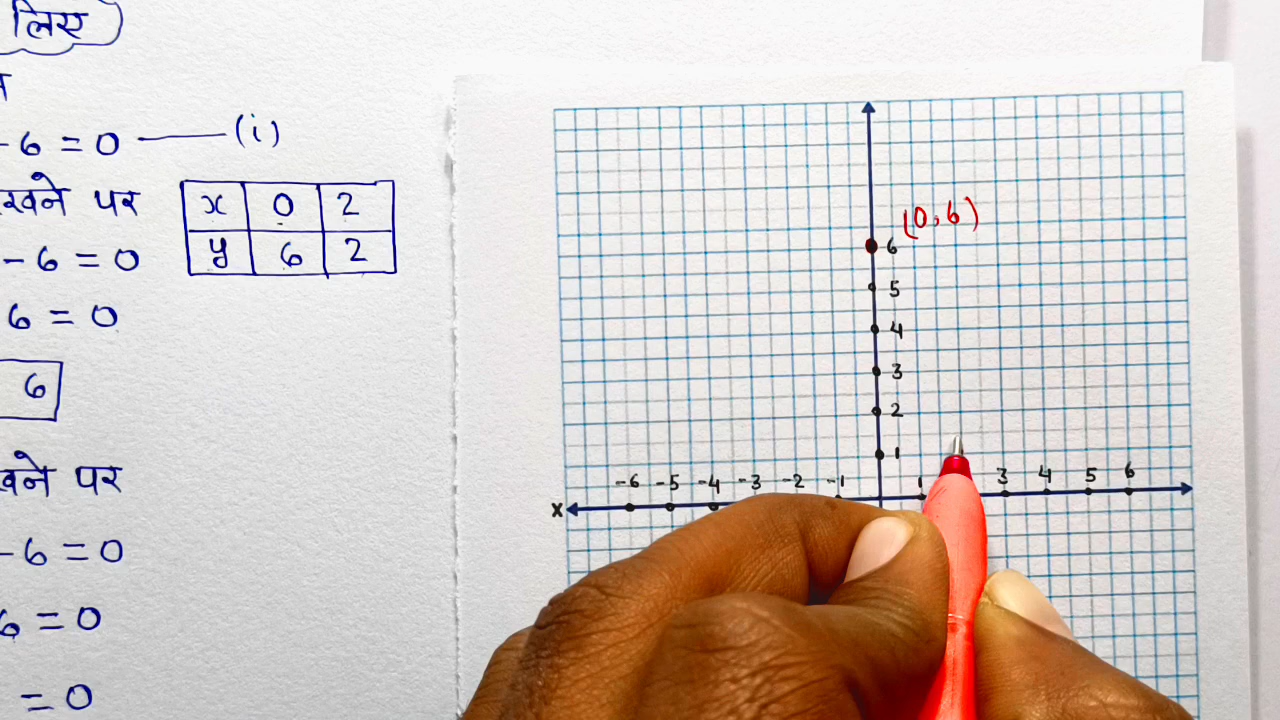 लिए
-6 = 0 —— (i)
रखने पर
-6 = 0
6 = 0
6
रखने पर
-6 = 0
6 = 0
= 0
x 0 2
y 6 2
(0,6)
6
5
4
3
2
1
-6 -5 -4 -3 -2 -1 1 3 4 5 6
X